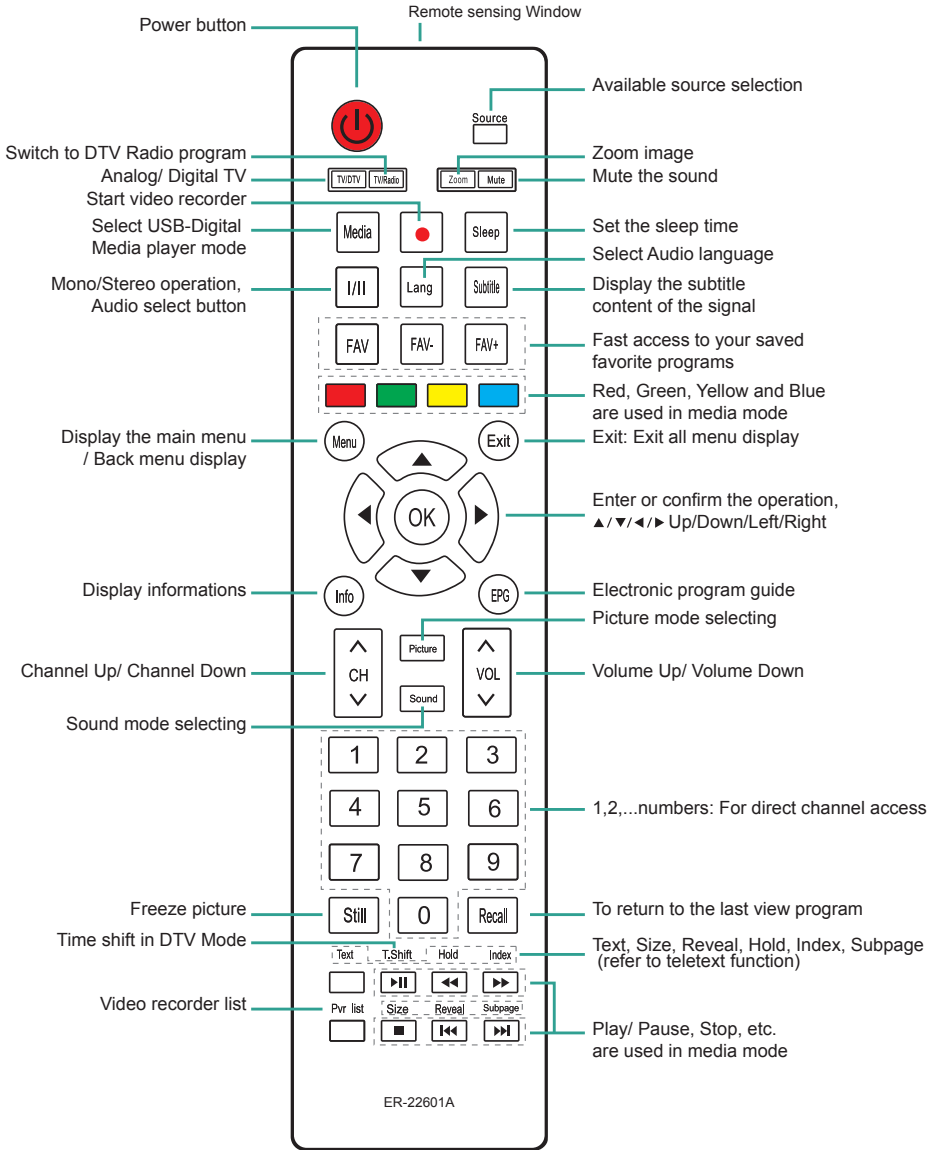 Remote sensing Window
Power button
Available source selection
Source
Switch to DTV Radio program
Zoom image
Analog/ Digital TV
TV/DTV TV/Radio
Zoom Mute
Mute the sound
Start video recorder
Select USB-Digital
Media player mode
Media
Sleep
Set the sleep time
Select Audio language
Mono/Stereo operation,
Audio select button
I/II
Lang
Subtitle
Display the subtitle
content of the signal
FAV
FAV-
FAV+
Fast access to your saved
favorite programs
Red, Green, Yellow and Blue
are used in media mode
Display the main menu
/ Back menu display
Menu
Exit
Exit: Exit all menu display
OK
Enter or confirm the operation,
▲/▼/◄/► Up/Down/Left/Right
Display informations
Info
EPG
Electronic program guide
Picture mode selecting
Picture
Channel Up/ Channel Down
CH
VOL
Volume Up/ Volume Down
Sound
Sound mode selecting
1 2 3
4 5 6
1,2,...numbers: For direct channel access
7 8 9
Freeze picture
Still
0
Recall
To return to the last view program
Time shift in DTV Mode
Text T.Shift Hold Index
Text, Size, Reveal, Hold, Index, Subpage
(refer to teletext function)
Video recorder list
Pvr list Size Reveal Subpage
Play/ Pause, Stop, etc.
are used in media mode
ER-22601A